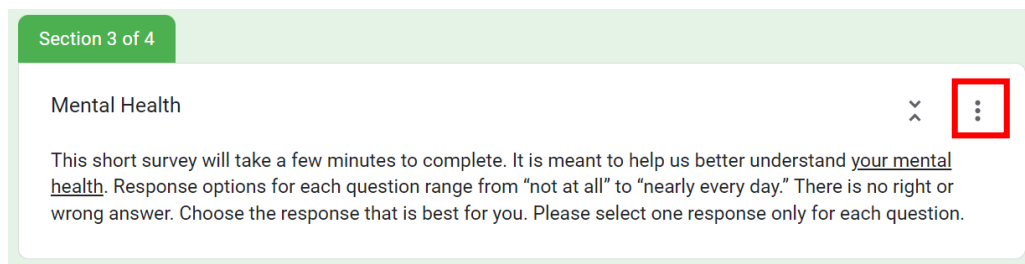 Section 3 of 4
Mental Health
This short survey will take a few minutes to complete. It is meant to help us better understand your mental
health. Response options for each question range from “not at all” to “nearly every day.” There is no right or
wrong answer. Choose the response that is best for you. Please select one response only for each question.